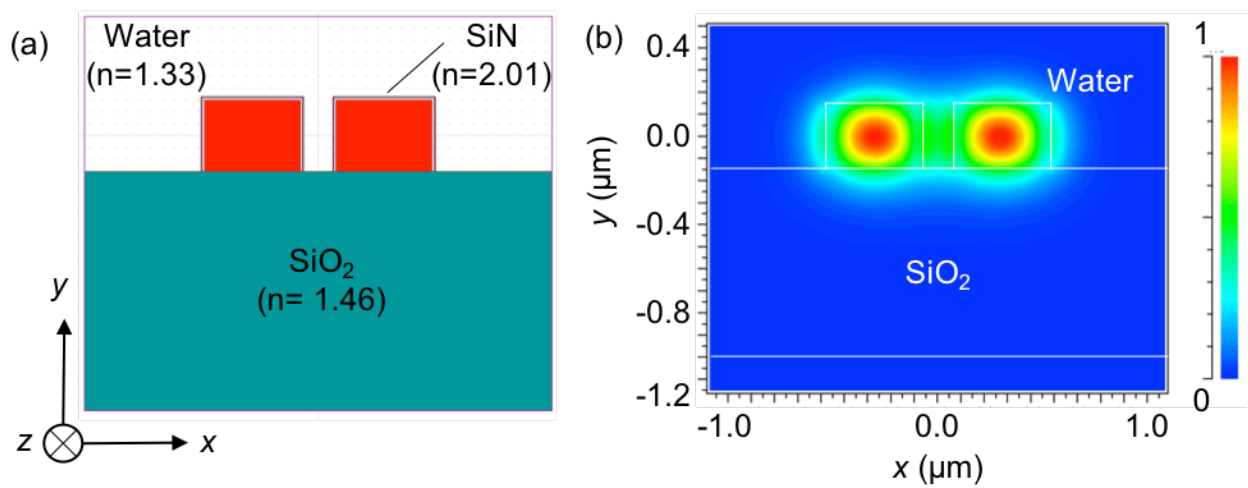 (a)
Water
(n=1.33)
SiN
(n=2.01)
SiO₂
(n= 1.46)
y
z
x
(b)
0.4
0.0
-0.4
-0.8
-1.2
y (μm)
Water
SiO₂
-1.0
0.0
1.0
x (μm)
1
0